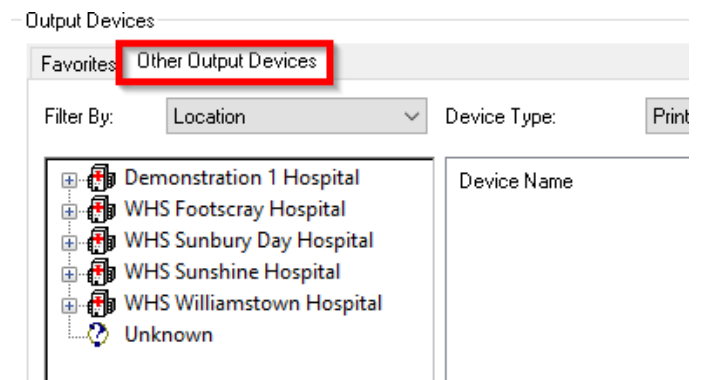 Output Devices
Favorites Other Output Devices
Filter By: Location Device Type: Print
Demonstration 1 Hospital Device Name
WHS Footscray Hospital
WHS Sunbury Day Hospital
WHS Sunshine Hospital
WHS Williamstown Hospital
Unknown